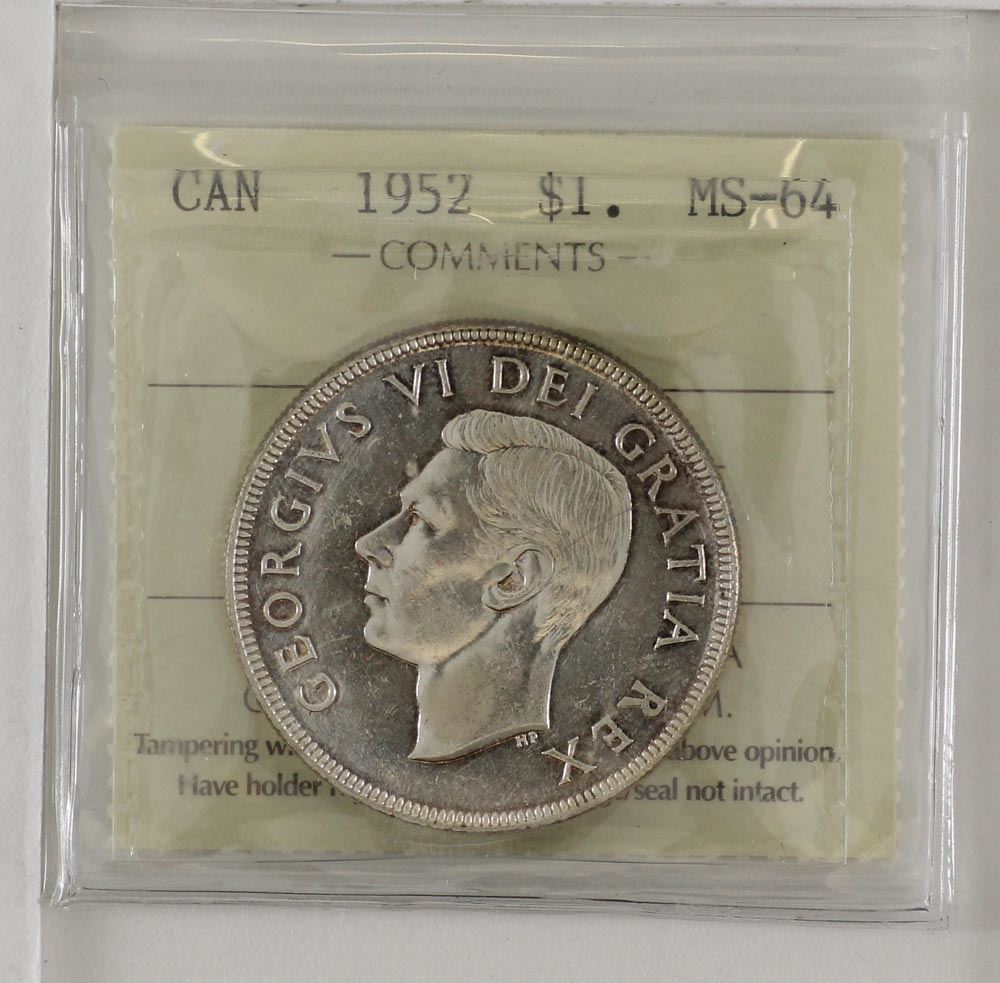 CAN 1952 $1. MS-64
— COMMENTS —
GEORGIVS VI DEI GRATIA REX
HP
A
M.
Tampering above opinion.
Have holder seal not intact.